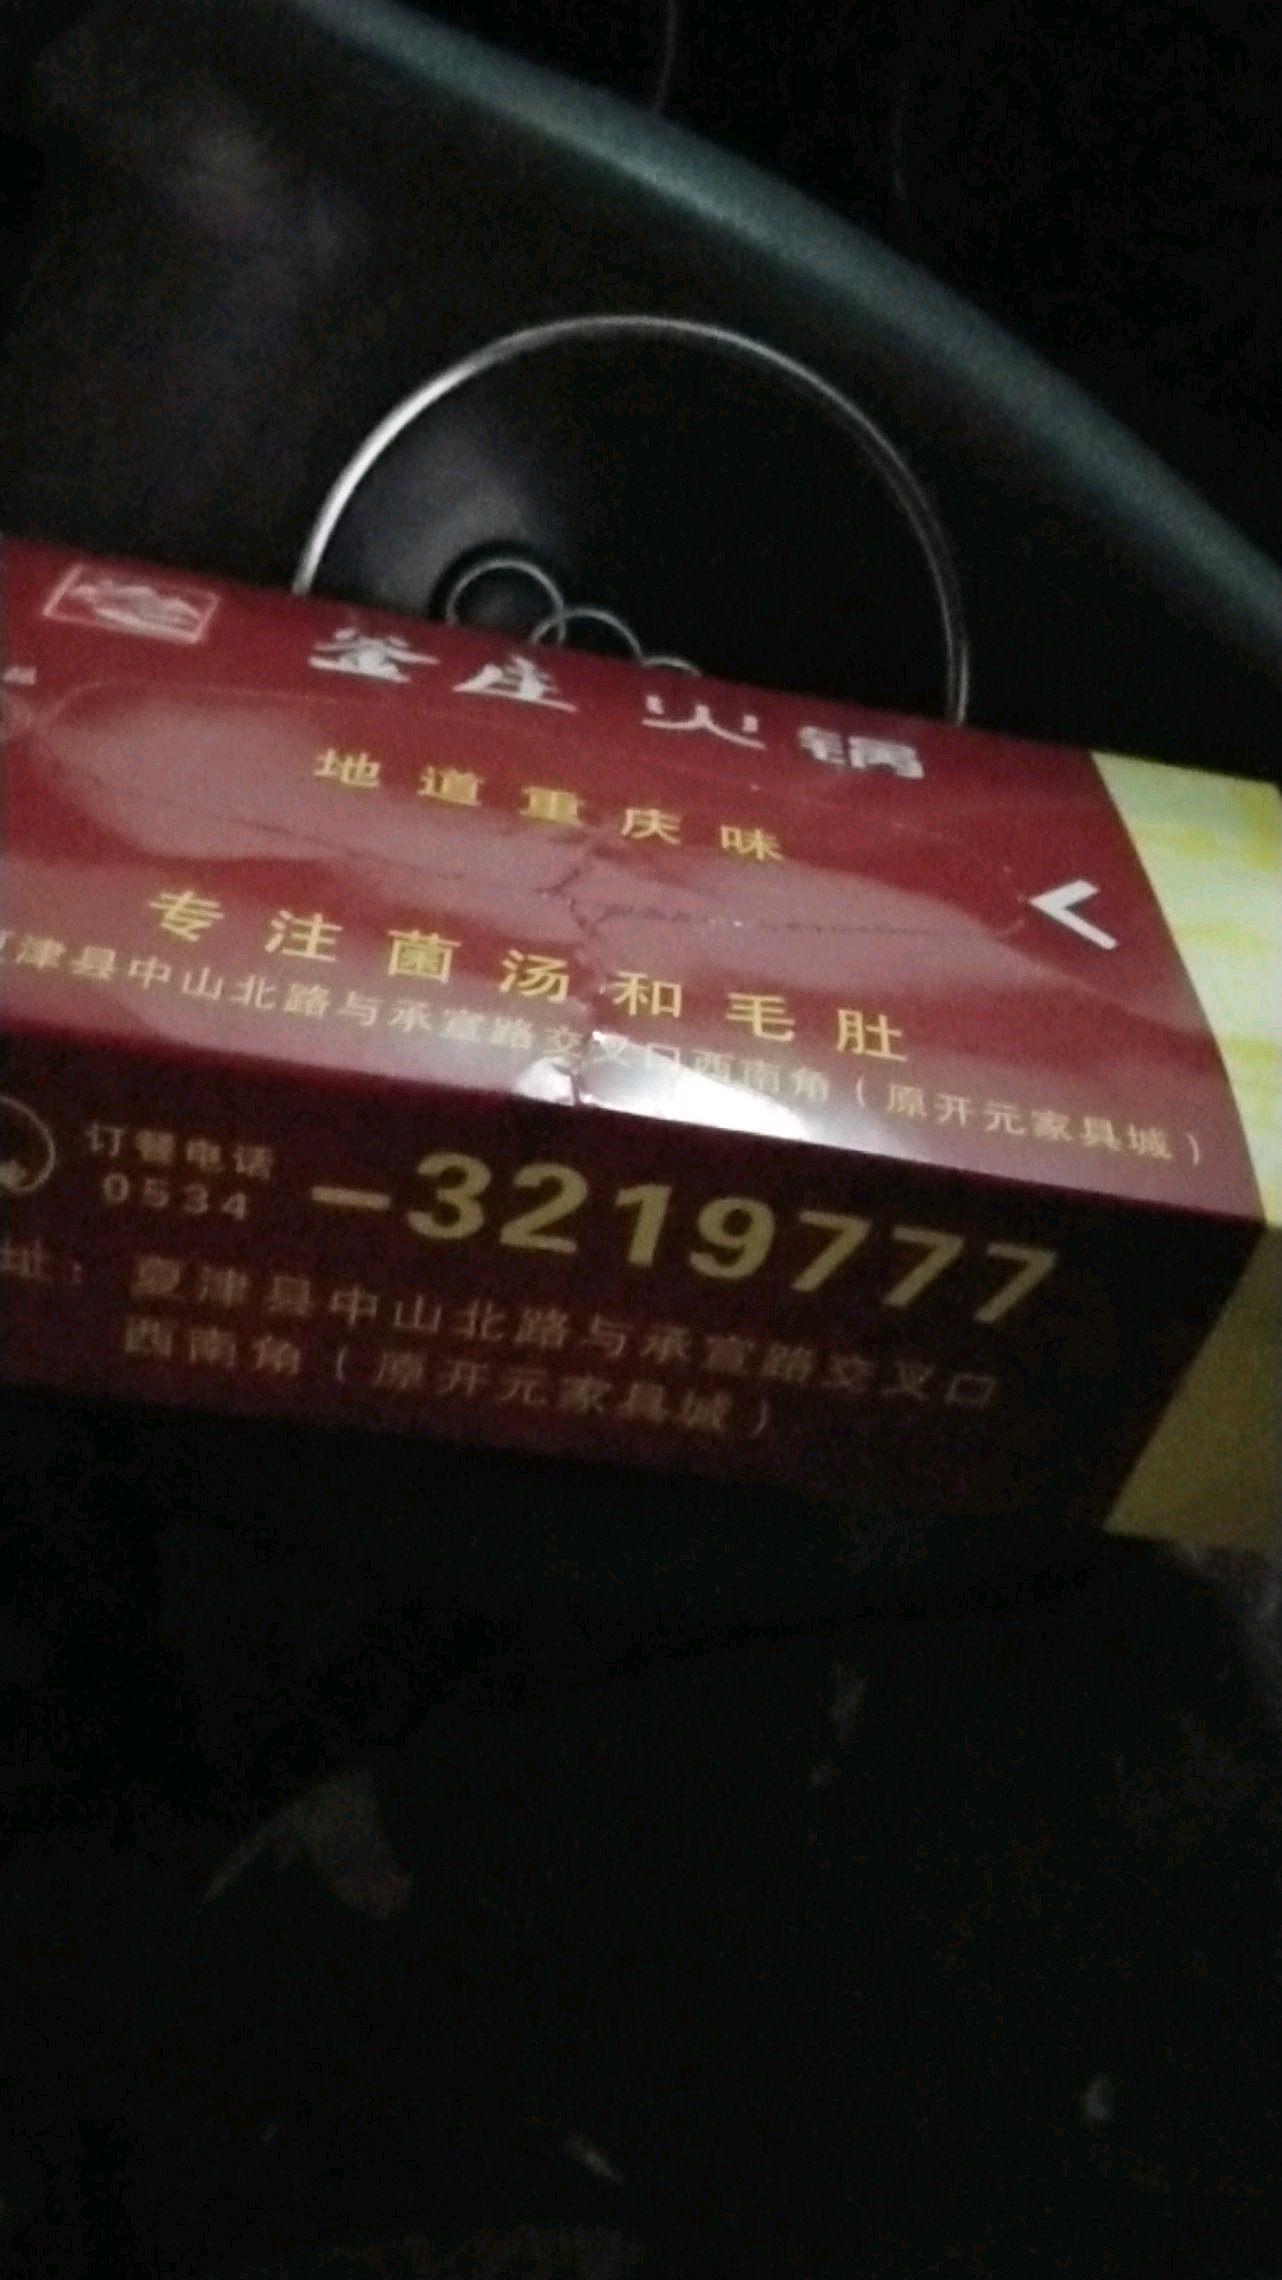 釜庄火锅
地道重庆味
专注菌汤和毛肚
津县中山北路与承宣路交叉口西南角（原开元家具城）
订餐电话
0534
-3219777
址：夏津县中山北路与承宣路交叉口
西南角（原开元家具城）